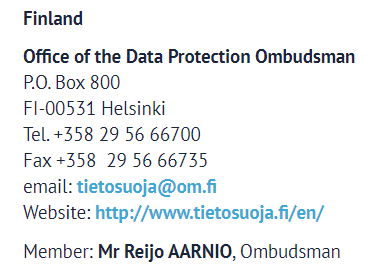 Finland
Office of the Data Protection Ombudsman
P.O. Box 800
FI-00531 Helsinki
Tel. +358 29 56 66700
Fax +358  29 56 66735
email: tietosuoja@om.fi
Website: http://www.tietosuoja.fi/en/
Member: Mr Reijo AARNIO, Ombudsman